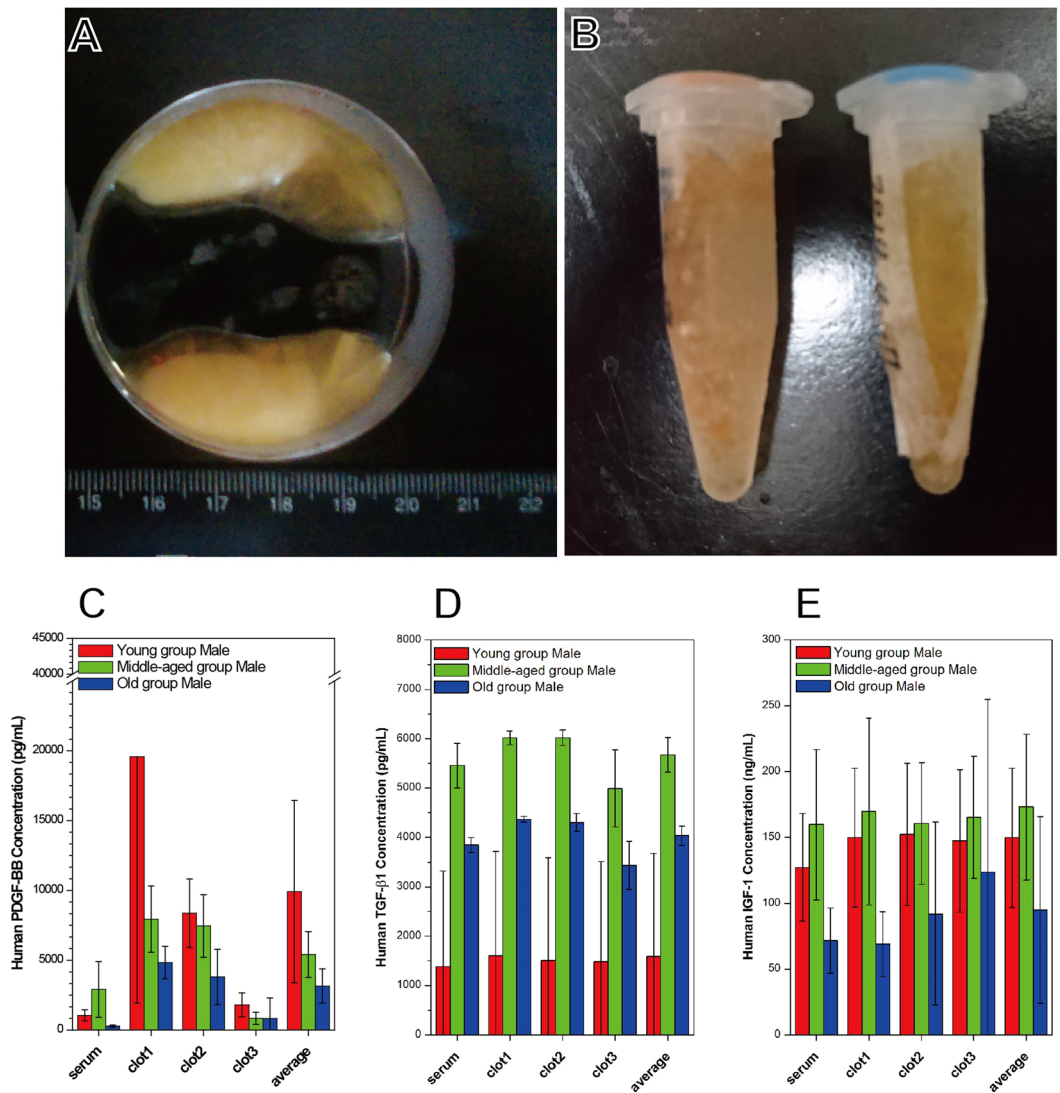 A
B
15 16 17 18 19 20 21 22
C
45000
40000
20000
15000
10000
5000
0
Human PDGF-BB Concentration (pg/mL)
Young group Male
Middle-aged group Male
Old group Male
serum
clot1
clot2
clot3
average
D
8000
7000
6000
5000
4000
3000
2000
1000
0
Human TGF-β1 Concentration (pg/mL)
Young group Male
Middle-aged group Male
Old group Male
serum
clot1
clot2
clot3
average
E
300
250
200
150
100
50
0
Human IGF-1 Concentration (ng/mL)
Young group Male
Middle-aged group Male
Old group Male
serum
clot1
clot2
clot3
average